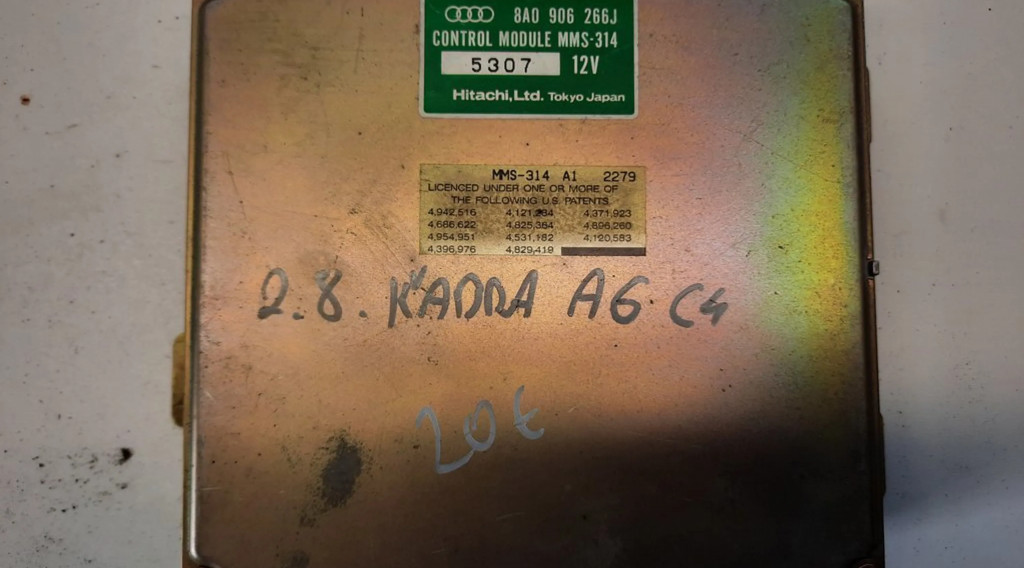 8A0 906 266J
CONTROL MODULE MMS-314
5307 12V
Hitachi,Ltd. Tokyo Japan
MMS-314 A1 2279
LICENCED UNDER ONE OR MORE OF
THE FOLLOWING U.S. PATENTS
4,942,516 4,121,284 4,371,923
4,686,622 4,825,384 4,896,260
4,954,951 4,531,182 4,120,583
4,396,976 4,829,419
2.8. KADDA A6 C4
20€